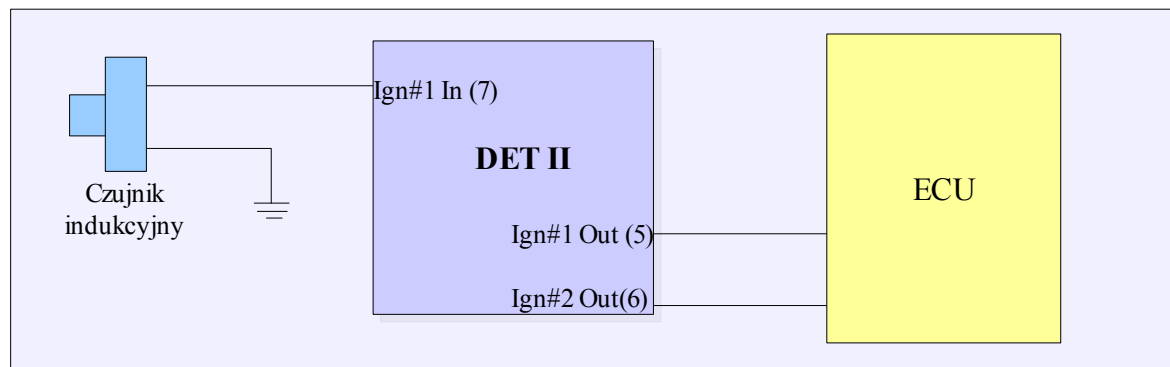 Ign#1 In (7)
DET II
ECU
Czujnik
indukcyjny
Ign#1 Out (5)
Ign#2 Out(6)